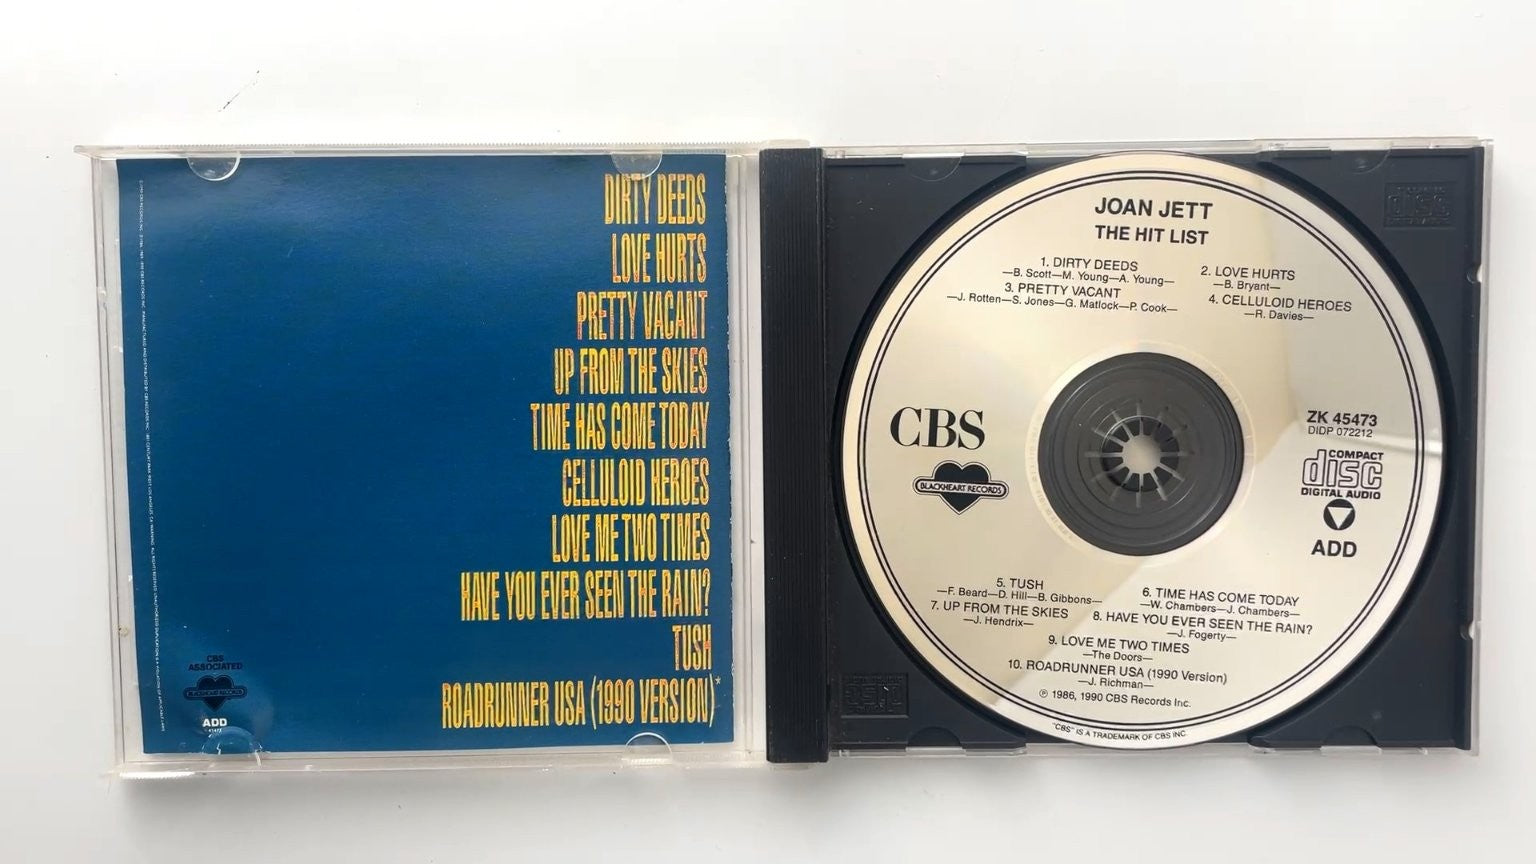 DIRTY DEEDS
LOVE HURTS
PRETTY VACANT
UP FROM THE SKIES
TIME HAS COME TODAY
CELLULOID HEROES
LOVE ME TWO TIMES
HAVE YOU EVER SEEN THE RAIN?
TUSH
ROADRUNNER USA (1990 VERSION)*
CBS
ASSOCIATED
BLACKHEART RECORDS
ADD
JOAN JETT
THE HIT LIST
1. DIRTY DEEDS
—B. Scott—M. Young—A. Young—
2. LOVE HURTS
—B. Bryant—
3. PRETTY VACANT
—J. Rotten—S. Jones—G. Matlock—P. Cook—
4. CELLULOID HEROES
—R. Davies—
CBS
BLACKHEART RECORDS
ZK 45473
DIDP 072212
COMPACT
disc
DIGITAL AUDIO
ADD
5. TUSH
—F. Beard—D. Hill—B. Gibbons—
6. TIME HAS COME TODAY
—W. Chambers—J. Chambers—
7. UP FROM THE SKIES
—J. Hendrix—
8. HAVE YOU EVER SEEN THE RAIN?
—J. Fogerty—
9. LOVE ME TWO TIMES
—The Doors—
10. ROADRUNNER USA (1990 Version)
—J. Richman—
℗ 1986, 1990 CBS Records Inc.
"CBS" IS A TRADEMARK OF CBS INC.